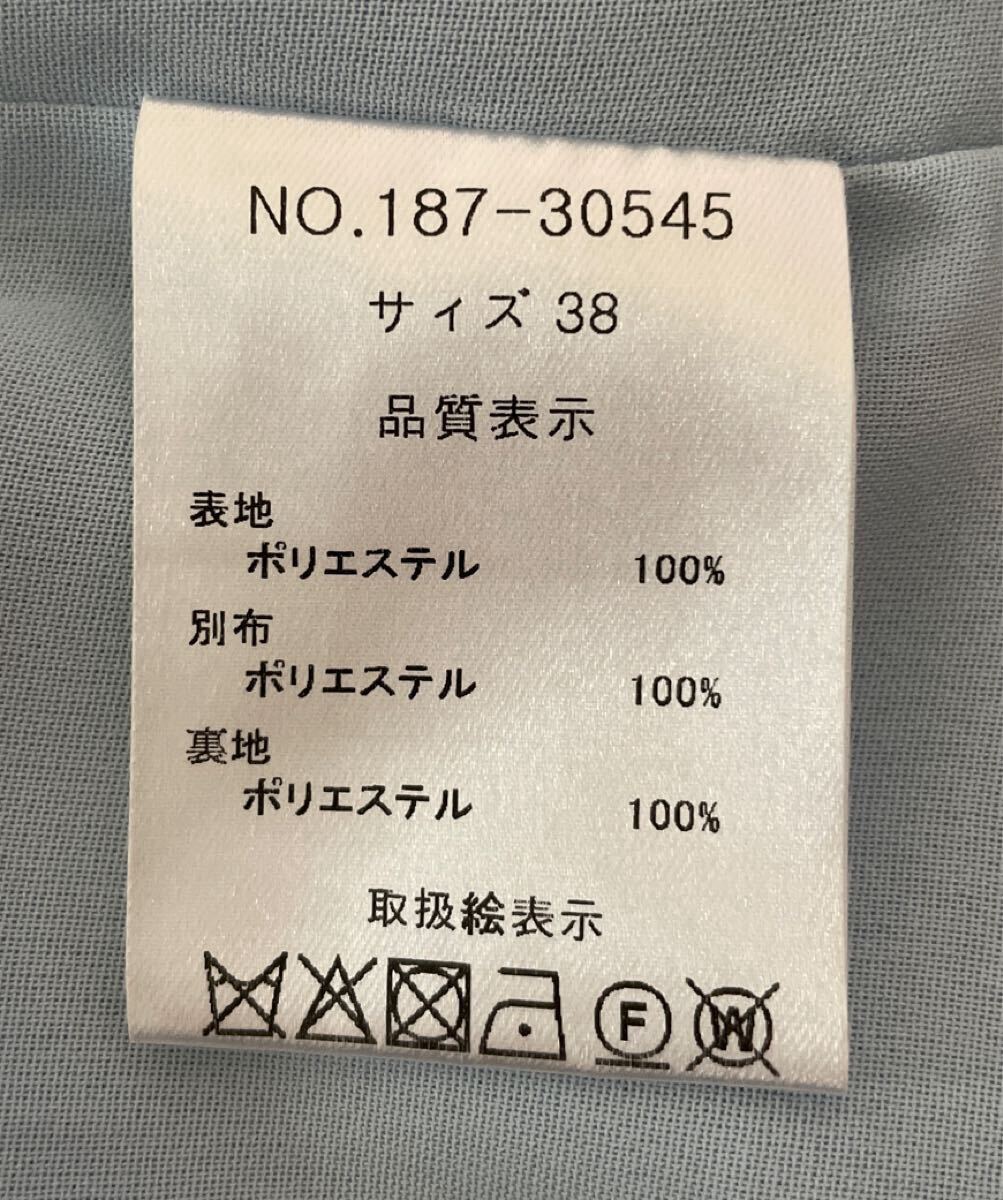 NO.187-30545
サイズ 38
品質表示
表地
ポリエステル 100%
別布
ポリエステル 100%
裏地
ポリエステル 100%
取扱絵表示
F W